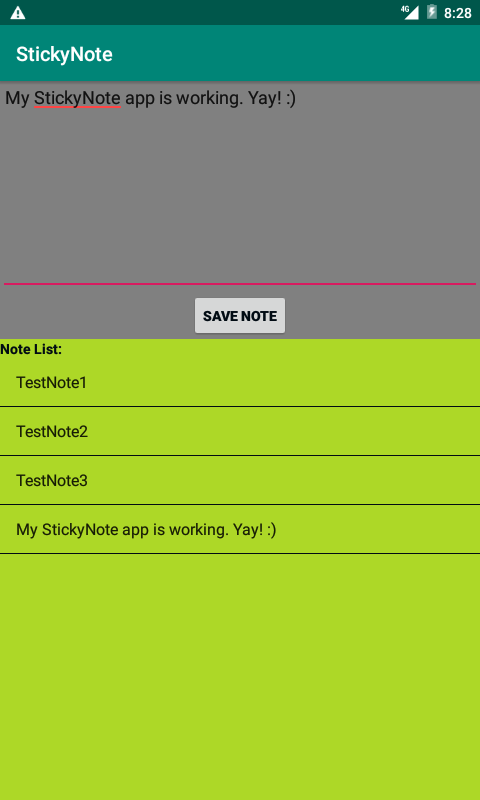 4G 8:28
StickyNote
My StickyNote app is working. Yay! :)
SAVE NOTE
Note List:
TestNote1
TestNote2
TestNote3
My StickyNote app is working. Yay! :)